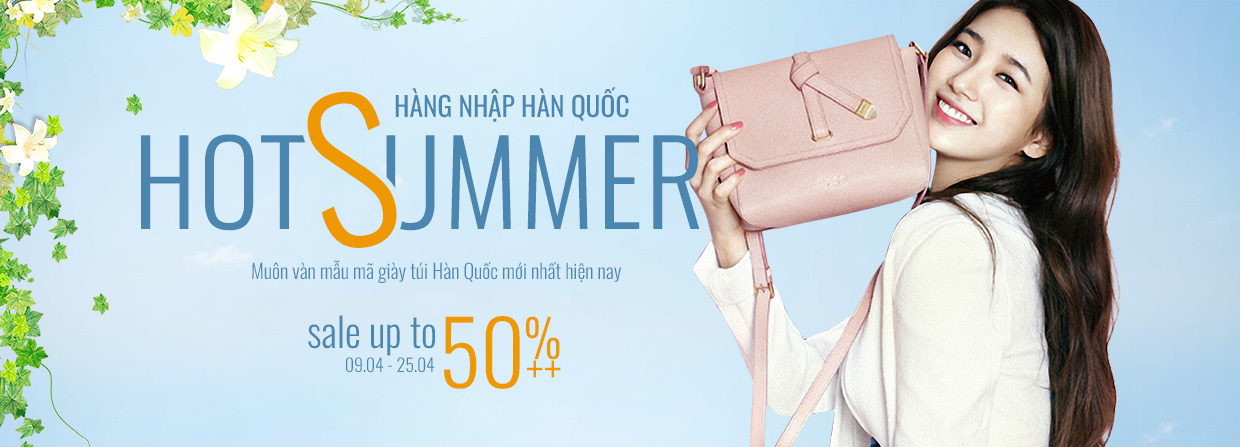 HÀNG NHẬP HÀN QUỐC
HOT SUMMER
Muôn vàn mẫu mã giày túi Hàn Quốc mới nhất hiện nay
sale up to 50%++
09.04 - 25.04